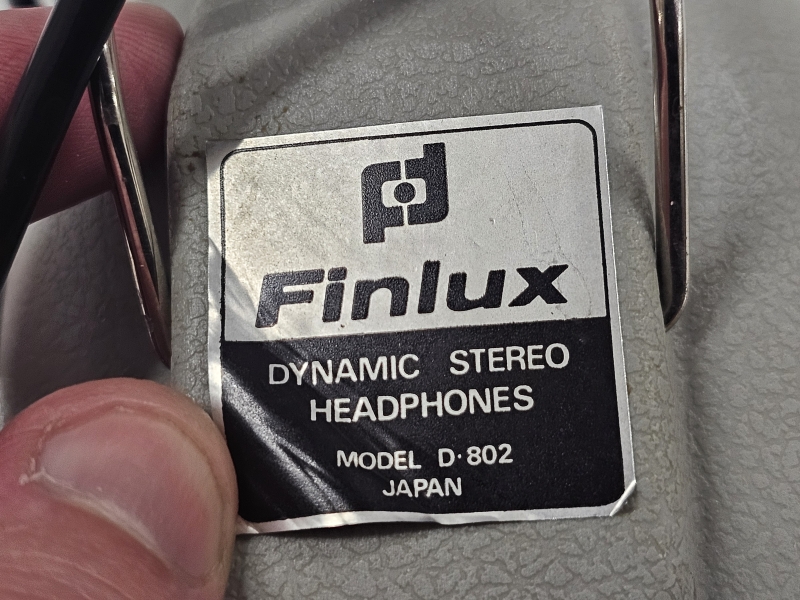 Finlux
DYNAMIC STEREO
HEADPHONES
MODEL D·802
JAPAN